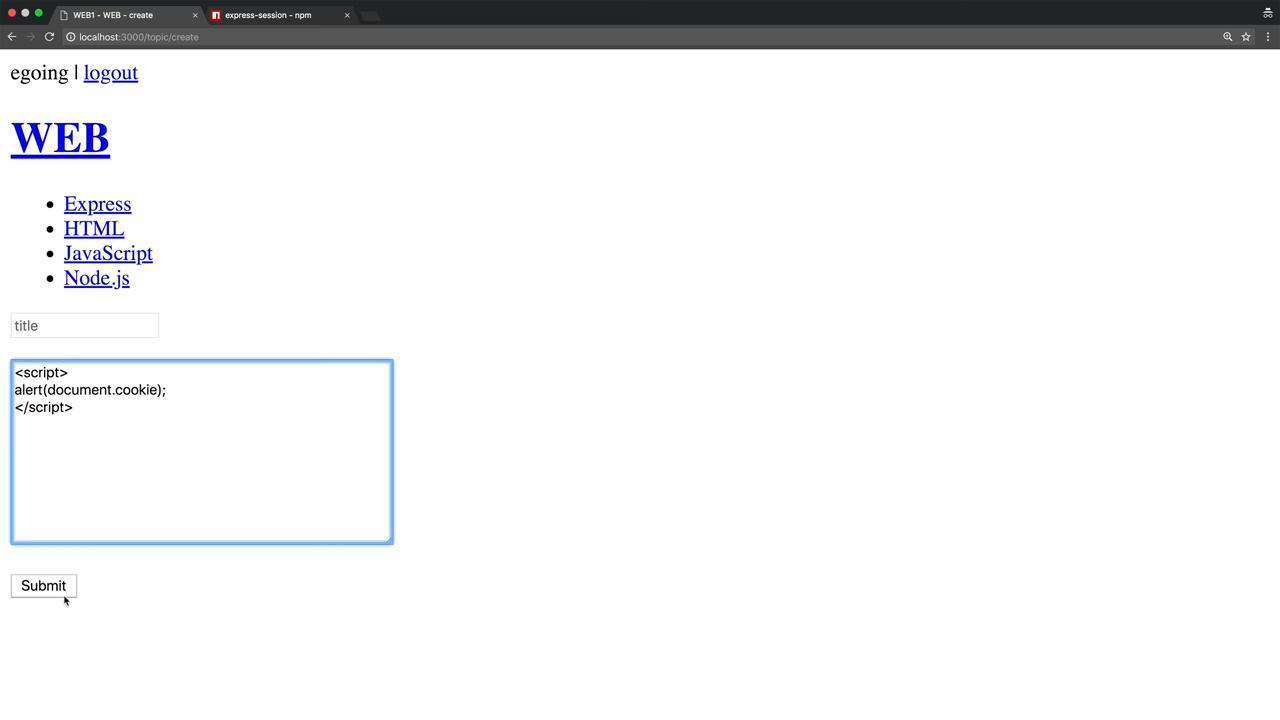 WEB1 - WEB - create
express-session - npm
localhost:3000/topic/create
egoing | logout
WEB
Express
HTML
JavaScript
Node.js
title
<script>
alert(document.cookie);
</script>
Submit